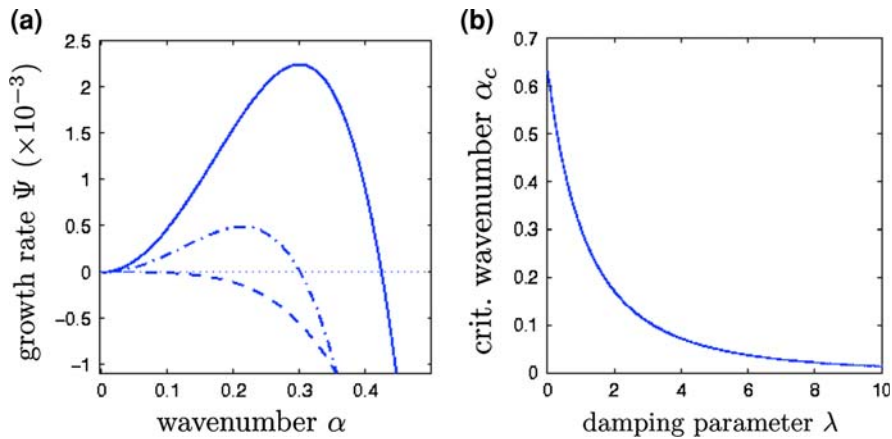 (a)
growth rate Ψ (×10⁻³)
2.5
2
1.5
1
0.5
0
−0.5
−1
0 0.1 0.2 0.3 0.4
wavenumber α
(b)
crit. wavenumber α_c
0.7
0.6
0.5
0.4
0.3
0.2
0.1
0
0 2 4 6 8 10
damping parameter λ